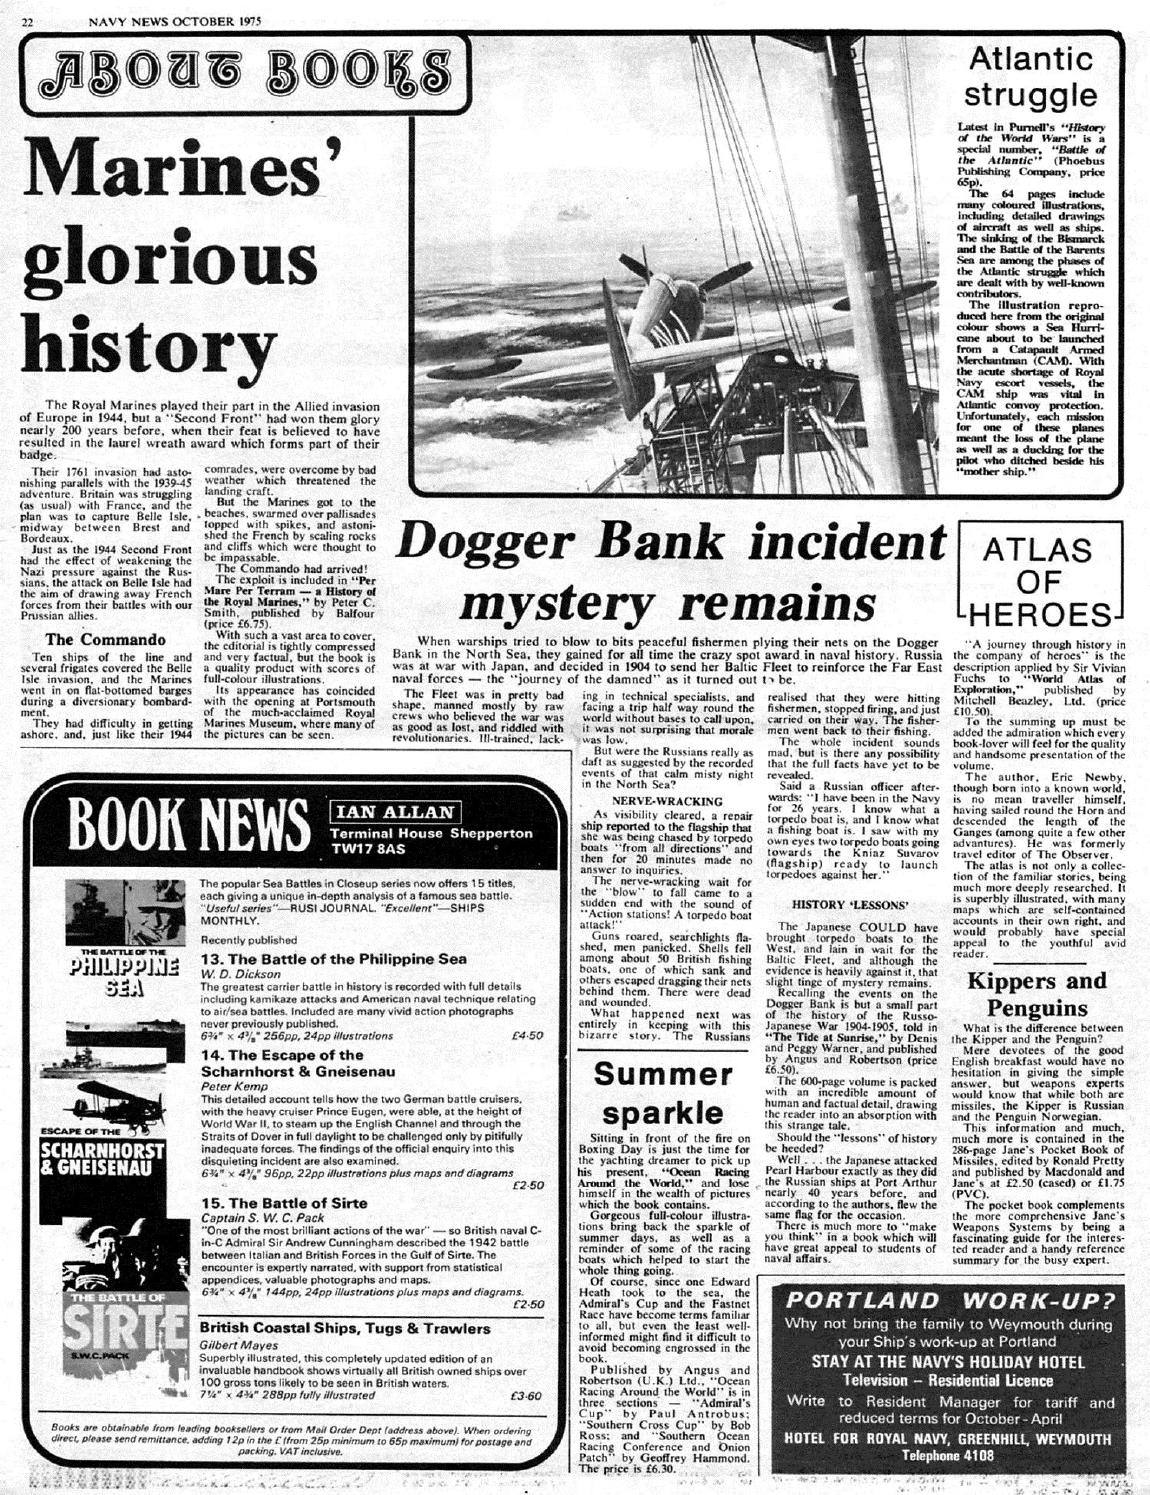 22 NAVY NEWS OCTOBER 1975
ABOUT BOOKS
Marines'
glorious
history
The Royal Marines played their part in the Allied invasion
of Europe in 1944, but a "Second Front" had won them glory
nearly 200 years before, when their feat is believed to have
resulted in the laurel wreath award which forms part of their
badge.
Their 1761 invasion had asto-
nishing parallels with the 1939-45
adventure. Britain was struggling
(as usual) with France, and the
plan was to capture Belle Isle,
midway between Brest and
Bordeaux.
Just as the 1944 Second Front
had the effect of weakening the
Nazi pressure against the Rus-
sians, the attack on Belle Isle had
the aim of drawing away French
forces from their battles with our
Prussian allies.
The Commando
Ten ships of the line and
several frigates covered the Belle
Isle invasion, and the Marines
went in on flat-bottomed barges
during a diversionary bombard-
ment.
They had difficulty in getting
ashore, and, just like their 1944
comrades, were overcome by bad
weather which threatened the
landing craft.
But the Marines got to the
beaches, swarmed over pallisades
topped with spikes, and astoni-
shed the French by scaling rocks
and cliffs which were thought to
be impassable.
The Commando had arrived!
The exploit is included in "Per
Mare Per Terram — a History of
the Royal Marines," by Peter C.
Smith, published by Balfour
(price £6.75).
With such a vast area to cover,
the editorial is tightly compressed
and very factual, but the book is
a quality product with scores of
full-colour illustrations.
Its appearance has coincided
with the opening at Portsmouth
of the much-acclaimed Royal
Marines Museum, where many of
the pictures can be seen.
Atlantic
struggle
Latest in Purnell's "History
of the World Wars" is a
special number, "Battle of
the Atlantic" (Phoebus
Publishing Company, price
65p).
The 64 pages include
many coloured illustrations,
including detailed drawings
of aircraft as well as ships.
The sinking of the Bismarck
and the Battle of the Barents
Sea are among the phases of
the Atlantic struggle which
are dealt with by well-known
contributors.
The illustration repro-
duced here from the original
colour shows a Sea Hurri-
cane about to be launched
from a Catapult Armed
Merchantman (CAM). With
the acute shortage of Royal
Navy escort vessels, the
CAM ship was vital in
Atlantic convoy protection.
Unfortunately, each mission
for one of these planes
meant the loss of the plane
as well as a ducking for the
pilot who ditched beside his
"mother ship."
Dogger Bank incident
mystery remains
When warships tried to blow to bits peaceful fishermen plying their nets on the Dogger
Bank in the North Sea, they gained for all time the crazy spot award in naval history. Russia
was at war with Japan, and decided in 1904 to send her Baltic Fleet to reinforce the Far East
naval forces — the "journey of the damned" as it turned out to be.
The Fleet was in pretty bad
shape, manned mostly by raw
crews who believed the war was
as good as lost, and riddled with
revolutionaries. Ill-trained, lack-
ing in technical specialists, and
facing a trip half way round the
world without bases to call upon,
it was not surprising that morale
was low.
But were the Russians really as
daft as suggested by the recorded
events of that calm misty night
in the North Sea?
NERVE-WRACKING
As visibility cleared, a repair
ship reported to the flagship that
she was being chased by torpedo
boats "from all directions" and
then for 20 minutes made no
answer to inquiries.
The nerve-wracking wait for
the "blow" to fall came to a
sudden end with the sound of
"Action stations! A torpedo boat
attack!"
Guns roared, searchlights fla-
shed, men panicked. Shells fell
among about 50 British fishing
boats, one of which sank and
others escaped dragging their nets
behind them. There were dead
and wounded.
What happened next was
entirely in keeping with this
bizarre story. The Russians
realised that they were hitting
fishermen, stopped firing, and just
carried on their way. The fisher-
men went back to their fishing.
The whole incident sounds
mad, but is there any possibility
that the full facts have yet to be
revealed.
Said a Russian officer after-
wards: "I have been in the Navy
for 26 years. I know what a
torpedo boat is, and I know what
a fishing boat is. I saw with my
own eyes two torpedo boats going
towards the Kniaz Suvarov
(flagship) ready to launch
torpedoes against her."
HISTORY 'LESSONS'
The Japanese COULD have
brought torpedo boats to the
West, and lain in wait for the
Baltic Fleet, and although the
evidence is heavily against it, that
slight tinge of mystery remains.
Recalling the events on the
Dogger Bank is but a small part
of the history of the Russo-
Japanese War 1904-1905, told in
"The Tide at Sunrise," by Denis
and Peggy Warner, and published
by Angus and Robertson (price
£6.50).
The 600-page volume is packed
with an incredible amount of
human and factual detail, drawing
the reader into an absorption with
this strange tale.
Should the "lessons" of history
be heeded?
Well . . . the Japanese attacked
Pearl Harbour exactly as they did
the Russian ships at Port Arthur
nearly 40 years before, and
according to the authors, flew the
same flag for the occasion.
There is much more to "make
you think" in a book which will
have great appeal to students of
naval affairs.
ATLAS
OF
HEROES
"A journey through history in
the company of heroes" is the
description applied by Sir Vivian
Fuchs to "World Atlas of
Exploration," published by
Mitchell Beazley, Ltd. (price
£10.50).
To the summing up must be
added the admiration which every
book-lover will feel for the quality
and handsome presentation of the
volume.
The author, Eric Newby,
though born into a known world,
is no mean traveller himself,
having sailed round the Horn and
descended the length of the
Ganges (among quite a few other
advantures). He was formerly
travel editor of The Observer.
The atlas is not only a collec-
tion of the familiar stories, being
much more deeply researched. It
is superbly illustrated, with many
maps which are self-contained
accounts in their own right, and
would probably have special
appeal to the youthful avid
reader.
Kippers and
Penguins
What is the difference between
the Kipper and the Penguin?
Mere devotees of the good
English breakfast would have no
hesitation in giving the simple
answer, but weapons experts
would know that while both are
missiles, the Kipper is Russian
and the Penguin Norwegian.
This information and much,
much more is contained in the
286-page Jane's Pocket Book of
Missiles, edited by Ronald Pretty
and published by Macdonald and
Jane's at £2.50 (cased) or £1.75
(PVC).
The pocket book complements
the more comprehensive Jane's
Weapons Systems by being a
fascinating guide for the interes-
ted reader and a handy reference
summary for the busy expert.
Summer
sparkle
Sitting in front of the fire on
Boxing Day is just the time for
the yachting dreamer to pick up
his present, "Ocean Racing
Around the World," and lose
himself in the wealth of pictures
which the book contains.
Gorgeous full-colour illustra-
tions bring back the sparkle of
summer days, as well as a
reminder of some of the racing
boats which helped to start the
whole thing going.
Of course, since one Edward
Heath took to the sea, the
Admiral's Cup and the Fastnet
Race have become terms familiar
to all, but even the least well-
informed might find it difficult to
avoid becoming engrossed in the
book.
Published by Angus and
Robertson (U.K.) Ltd., "Ocean
Racing Around the World" is in
three sections — "Admiral's
Cup" by Paul Antrobus;
"Southern Cross Cup" by Bob
Ross; and "Southern Ocean
Racing Conference and Onion
Patch" by Geoffrey Hammond.
The price is £6.30.
BOOK NEWS
IAN ALLAN
Terminal House Shepperton
TW17 8AS
The popular Sea Battles in Closeup series now offers 15 titles,
each giving a unique in-depth analysis of a famous sea battle.
"Useful series"—RUSI JOURNAL. "Excellent"—SHIPS
MONTHLY.
Recently published
13. The Battle of the Philippine Sea
W. D. Dickson
The greatest carrier battle in history is recorded with full details
including kamikaze attacks and American naval technique relating
to air/sea battles. Included are many vivid action photographs
never previously published.
6¾" × 4⅜" 256pp, 24pp illustrations £4·50
14. The Escape of the
Scharnhorst & Gneisenau
Peter Kemp
This detailed account tells how the two German battle cruisers,
with the heavy cruiser Prince Eugen, were able, at the height of
World War II, to steam up the English Channel and through the
Straits of Dover in full daylight to be challenged only by pitifully
inadequate forces. The findings of the official enquiry into this
disquieting incident are also examined.
6¾" × 4⅜" 96pp, 22pp illustrations plus maps and diagrams
£2·50
15. The Battle of Sirte
Captain S. W. C. Pack
"One of the most brilliant actions of the war" — so British naval C-
in-C Admiral Sir Andrew Cunningham described the 1942 battle
between Italian and British Forces in the Gulf of Sirte. The
encounter is expertly narrated, with support from statistical
appendices, valuable photographs and maps.
6¾" × 4⅜" 144pp, 24pp illustrations plus maps and diagrams.
£2·50
British Coastal Ships, Tugs & Trawlers
Gilbert Mayes
Superbly illustrated, this completely updated edition of an
invaluable handbook shows virtually all British owned ships over
100 gross tons likely to be seen in British waters.
7¼" × 4¾" 288pp fully illustrated £3·60
THE BATTLE OF THE
PHILIPPINE
SEA
ESCAPE OF THE
SCHARNHORST
& GNEISENAU
THE BATTLE OF
SIRTE
S.W.C. PACK
Books are obtainable from leading booksellers or from Mail Order Dept (address above). When ordering
direct, please send remittance, adding 12p in the £ (from 25p minimum to 65p maximum) for postage and
packing. VAT inclusive.
PORTLAND WORK-UP?
Why not bring the family to Weymouth during
your Ship's work-up at Portland
STAY AT THE NAVY'S HOLIDAY HOTEL
Television — Residential Licence
Write to Resident Manager for tariff and
reduced terms for October - April
HOTEL FOR ROYAL NAVY, GREENHILL, WEYMOUTH
Telephone 4108